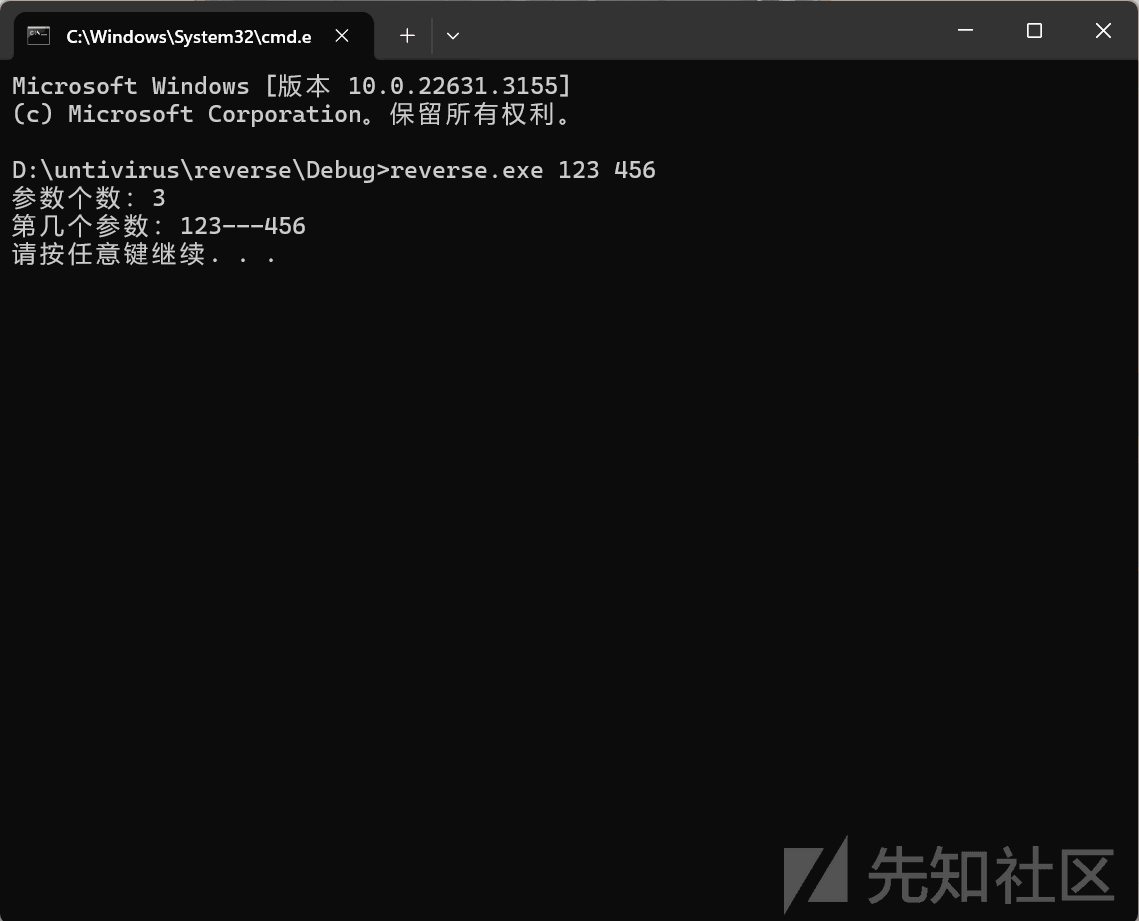 C:\Windows\System32\cmd.e
Microsoft Windows [版本 10.0.22631.3155]
(c) Microsoft Corporation。保留所有权利。
D:\untivirus\reverse\Debug>reverse.exe 123 456
参数个数: 3
第几个参数: 123---456
请按任意键继续. . .
先知社区